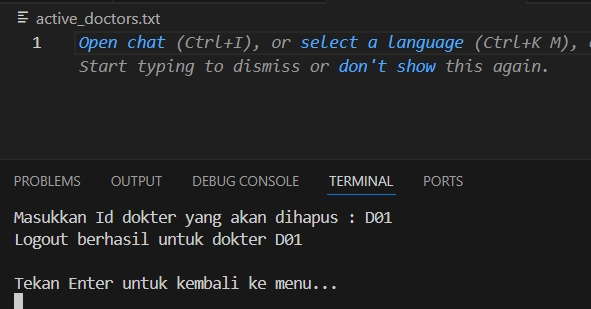 active_doctors.txt
1 Open chat (Ctrl+I), or select a language (Ctrl+K M),
Start typing to dismiss or don't show this again.
PROBLEMS OUTPUT DEBUG CONSOLE TERMINAL PORTS
Masukkan Id dokter yang akan dihapus : D01
Logout berhasil untuk dokter D01
Tekan Enter untuk kembali ke menu...